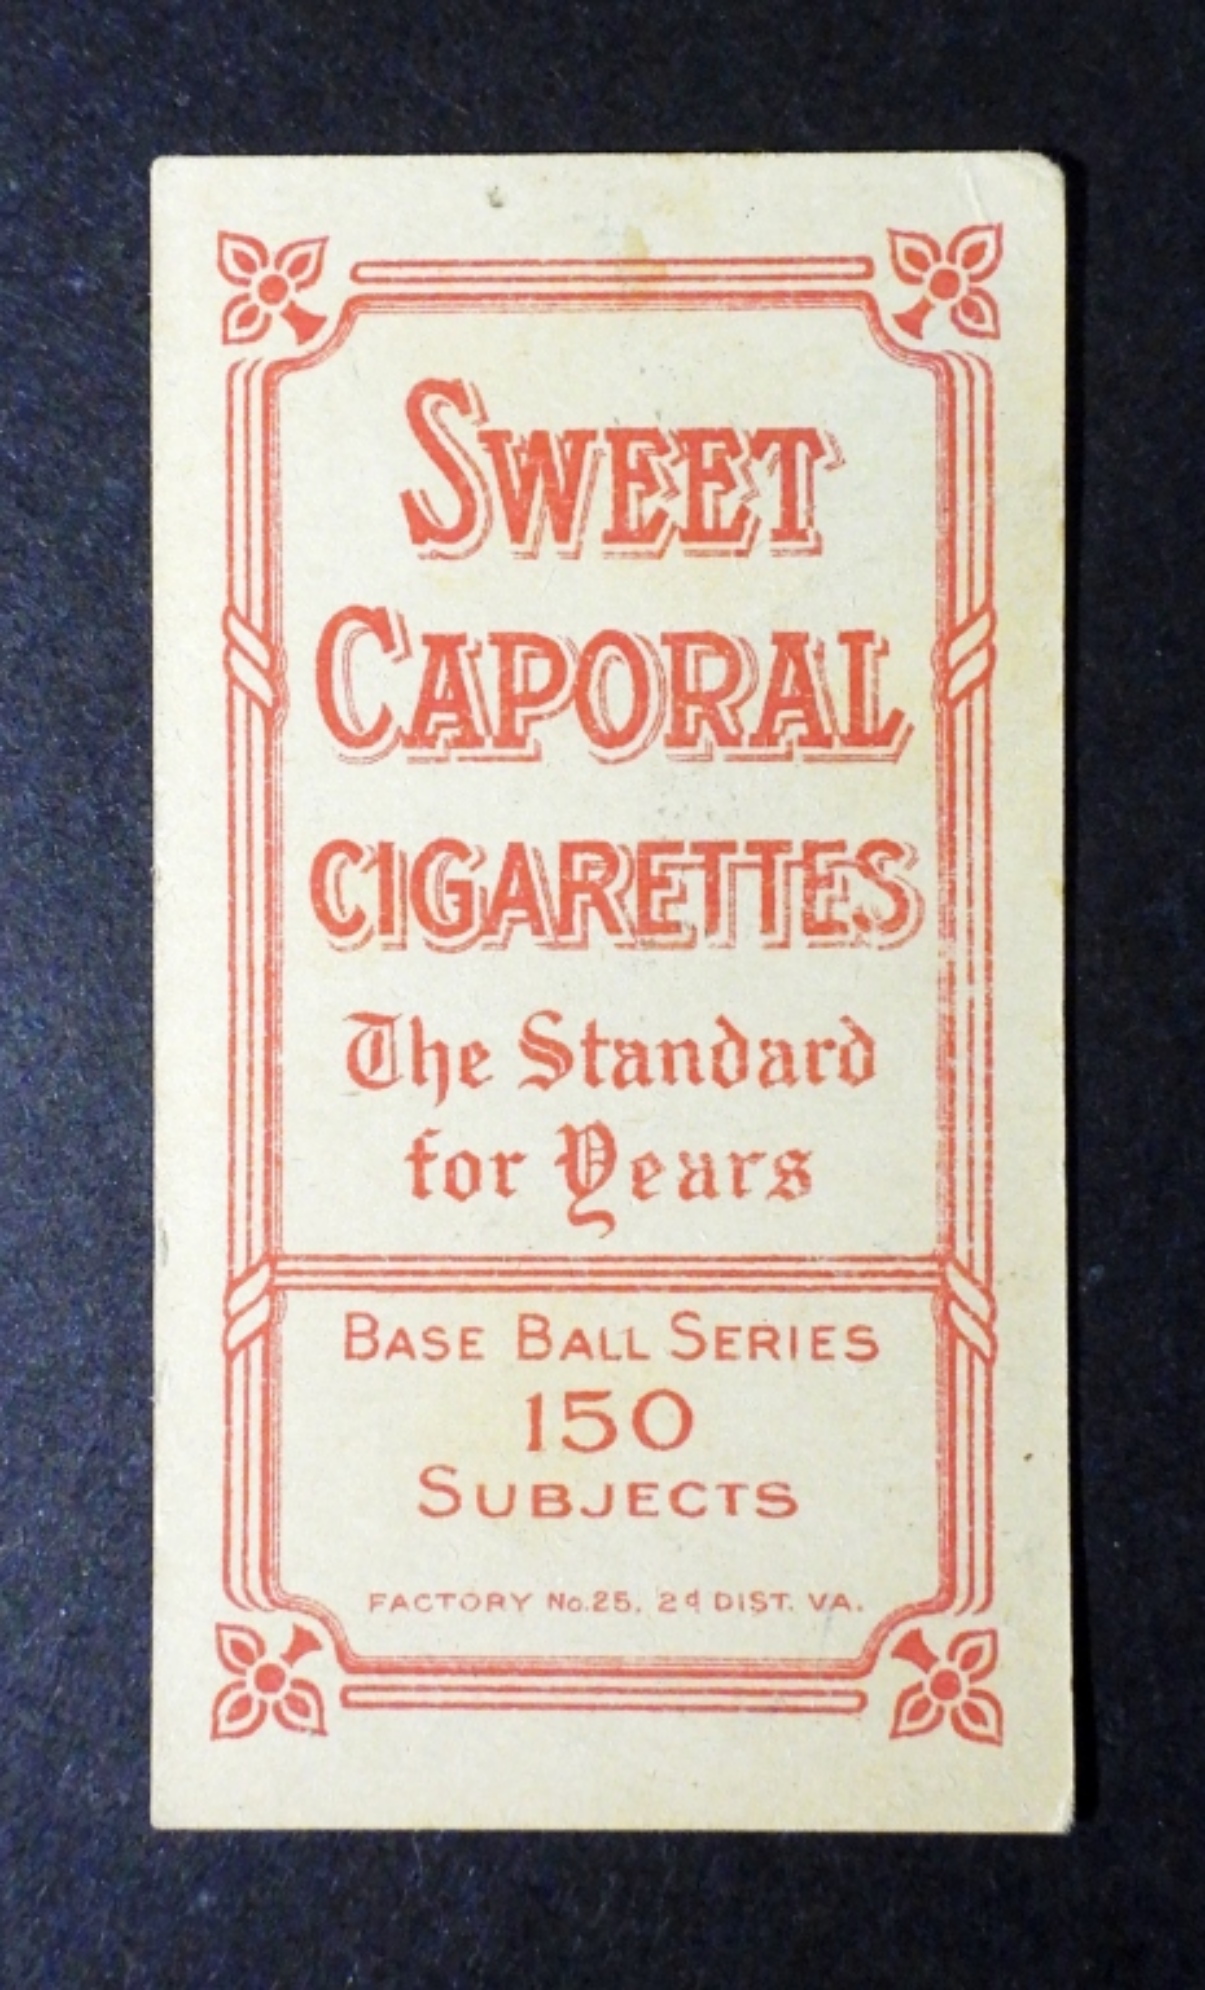 SWEET
CAPORAL
CIGARETTES
The Standard
for Years
BASE BALL SERIES
150
SUBJECTS
FACTORY No.25, 2d DIST. VA.